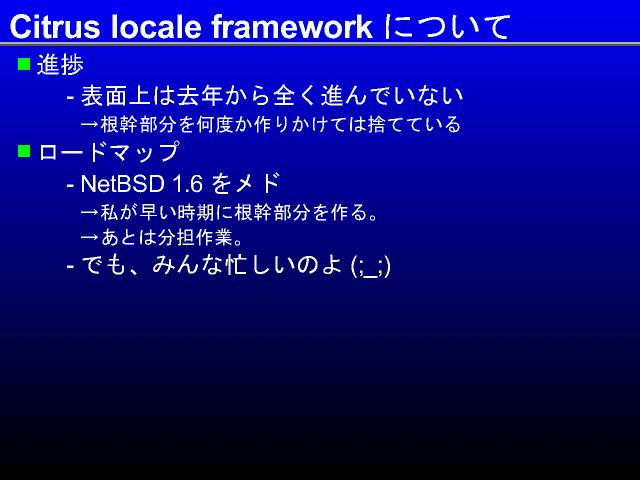 Citrus locale framework について
進捗
- 表面上は去年から全く進んでいない
→根幹部分を何度か作りかけては捨てている
ロードマップ
- NetBSD 1.6 をメド
→私が早い時期に根幹部分を作る。
→あとは分担作業。
- でも、みんな忙しいのよ (;_;)